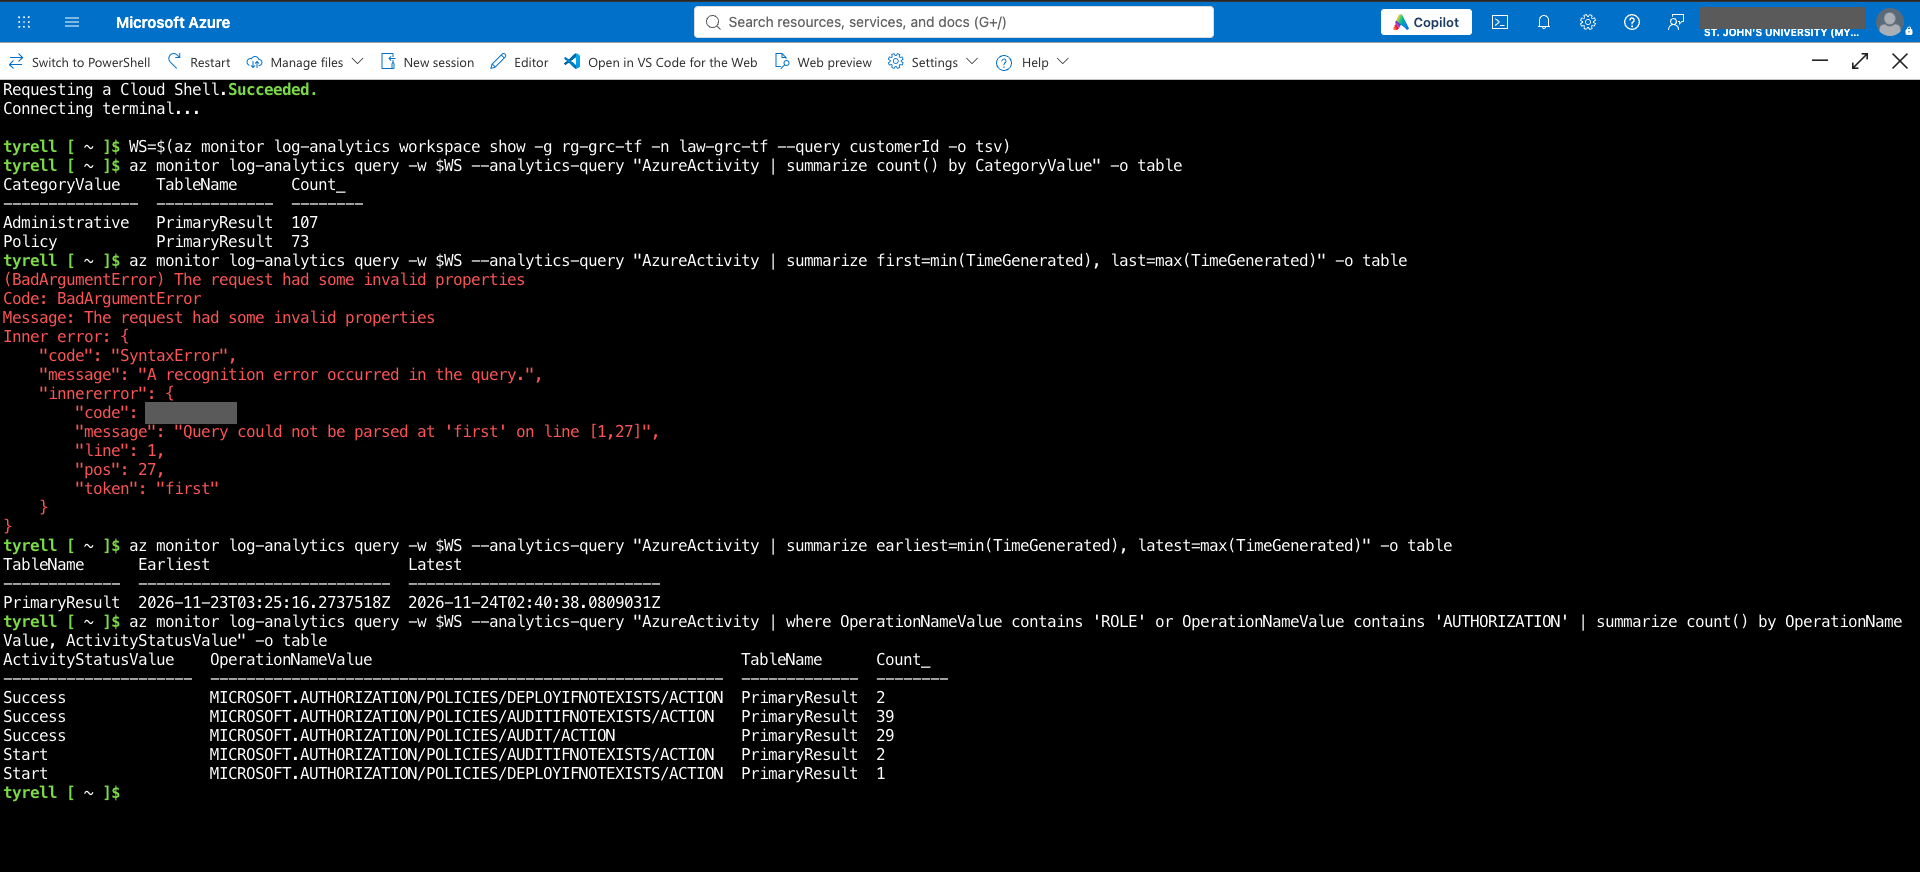 Microsoft Azure
Search resources, services, and docs (G+/)
Copilot
ST. JOHN'S UNIVERSITY (MY...
Switch to PowerShell
Restart
Manage files
New session
Editor
Open in VS Code for the Web
Web preview
Settings
Help
Requesting a Cloud Shell.Succeeded.
Connecting terminal...
tyrell [ ~ ]$ WS=$(az monitor log-analytics workspace show -g rg-grc-tf -n law-grc-tf --query customerId -o tsv)
tyrell [ ~ ]$ az monitor log-analytics query -w $WS --analytics-query "AzureActivity | summarize count() by CategoryValue" -o table
CategoryValue    TableName      Count_
---------------  -------------  --------
Administrative   PrimaryResult  107
Policy           PrimaryResult  73
tyrell [ ~ ]$ az monitor log-analytics query -w $WS --analytics-query "AzureActivity | summarize first=min(TimeGenerated), last=max(TimeGenerated)" -o table
(BadArgumentError) The request had some invalid properties
Code: BadArgumentError
Message: The request had some invalid properties
Inner error: {
    "code": "SyntaxError",
    "message": "A recognition error occurred in the query.",
    "innererror": {
        "code":
        "message": "Query could not be parsed at 'first' on line [1,27]",
        "line": 1,
        "pos": 27,
        "token": "first"
    }
}
tyrell [ ~ ]$ az monitor log-analytics query -w $WS --analytics-query "AzureActivity | summarize earliest=min(TimeGenerated), latest=max(TimeGenerated)" -o table
TableName      Earliest                      Latest
-------------  ----------------------------  ----------------------------
PrimaryResult  2026-11-23T03:25:16.2737518Z  2026-11-24T02:40:38.0809031Z
tyrell [ ~ ]$ az monitor log-analytics query -w $WS --analytics-query "AzureActivity | where OperationNameValue contains 'ROLE' or OperationNameValue contains 'AUTHORIZATION' | summarize count() by OperationName
Value, ActivityStatusValue" -o table
ActivityStatusValue    OperationNameValue                                         TableName      Count_
---------------------  ---------------------------------------------------------  -------------  --------
Success                MICROSOFT.AUTHORIZATION/POLICIES/DEPLOYIFNOTEXISTS/ACTION  PrimaryResult  2
Success                MICROSOFT.AUTHORIZATION/POLICIES/AUDITIFNOTEXISTS/ACTION   PrimaryResult  39
Success                MICROSOFT.AUTHORIZATION/POLICIES/AUDIT/ACTION              PrimaryResult  29
Start                  MICROSOFT.AUTHORIZATION/POLICIES/AUDITIFNOTEXISTS/ACTION   PrimaryResult  2
Start                  MICROSOFT.AUTHORIZATION/POLICIES/DEPLOYIFNOTEXISTS/ACTION  PrimaryResult  1
tyrell [ ~ ]$